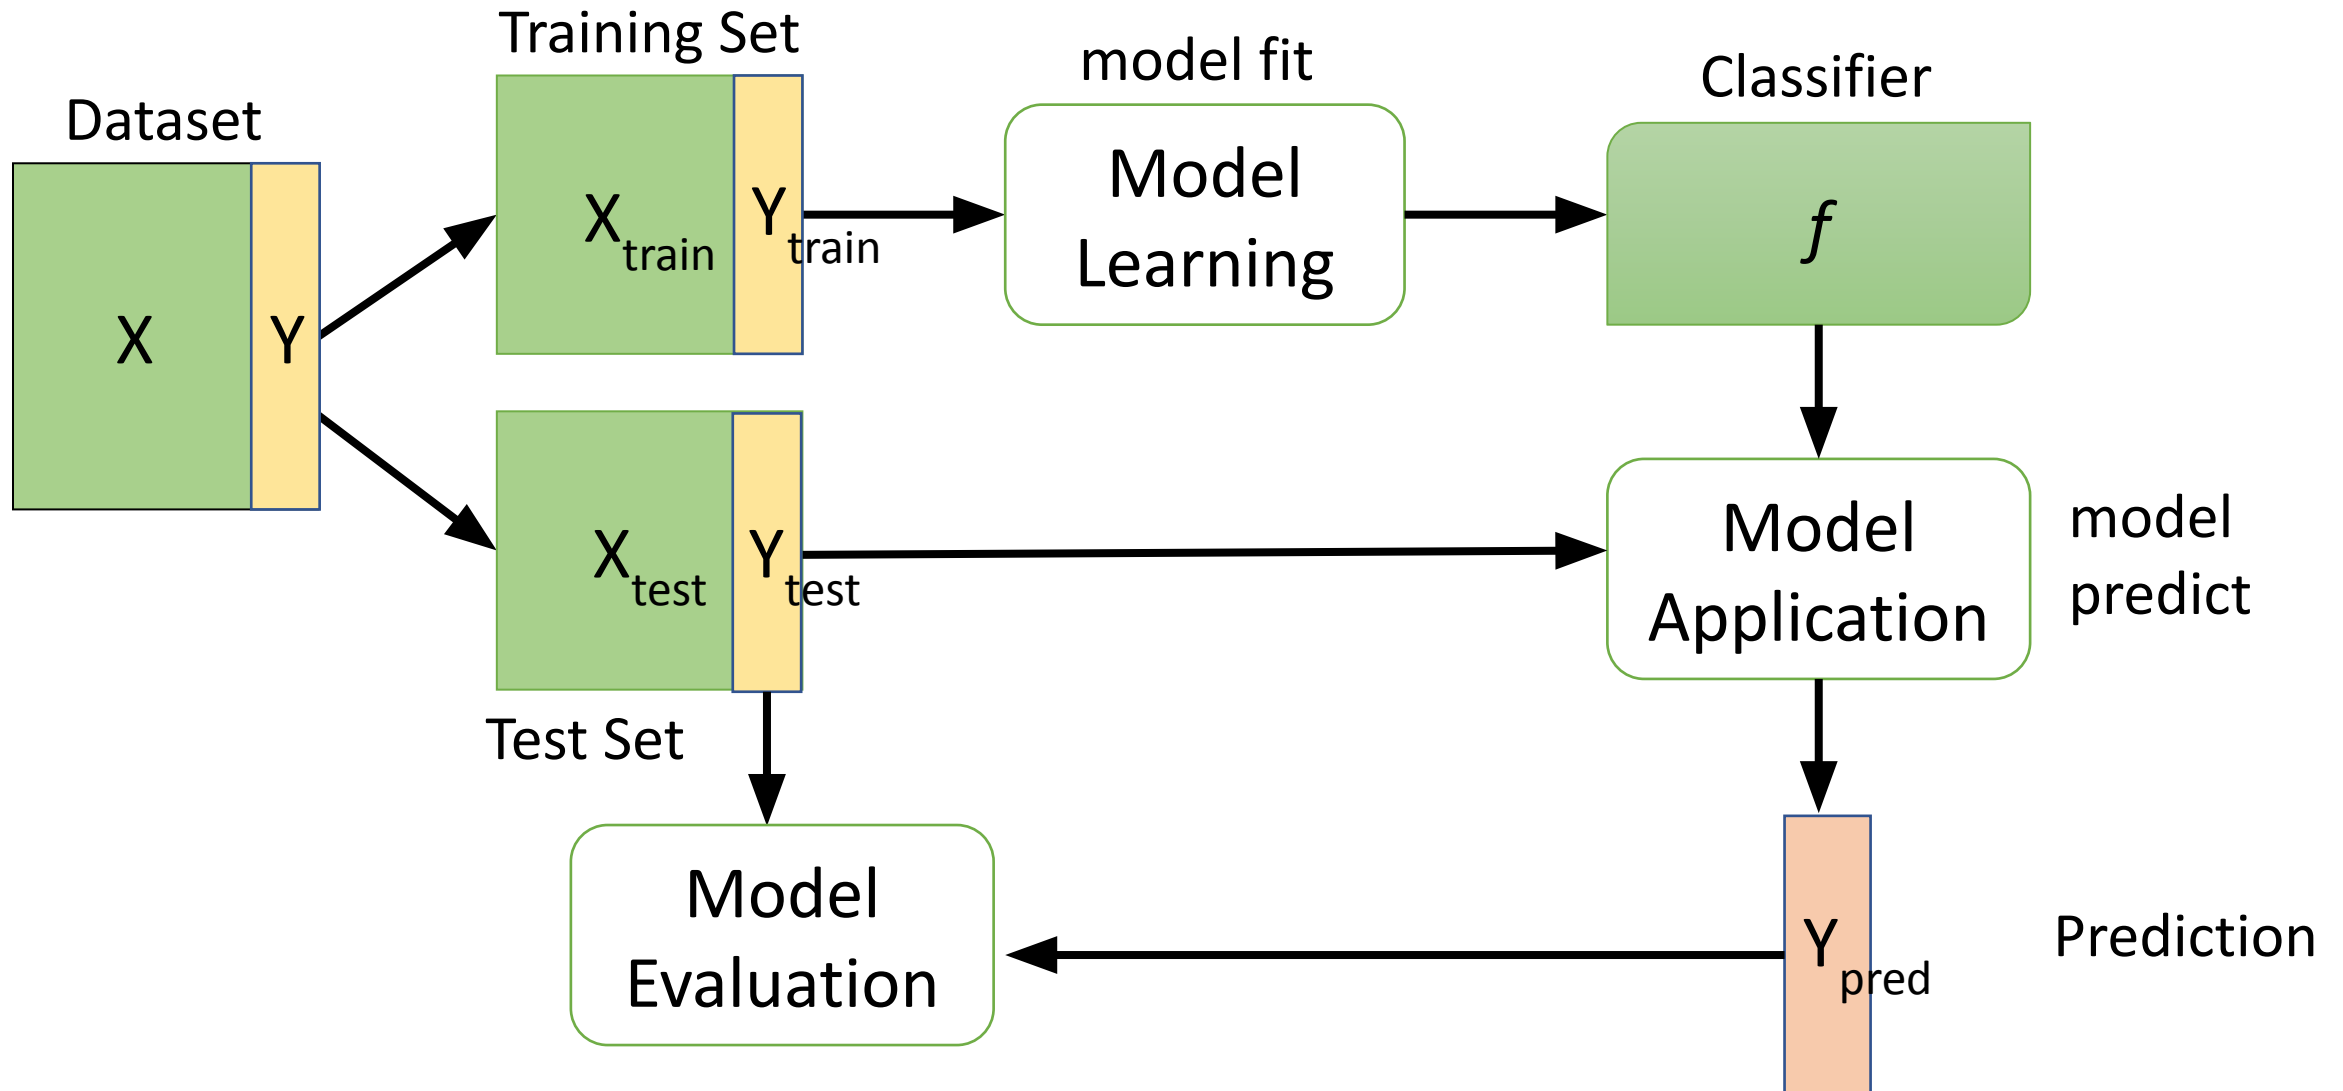 Training Set
model fit
Classifier
Dataset
X
Y
X train
Y train
Model
Learning
f
X test
Y test
Model
Application
model
predict
Test Set
Model
Evaluation
Y pred
Prediction